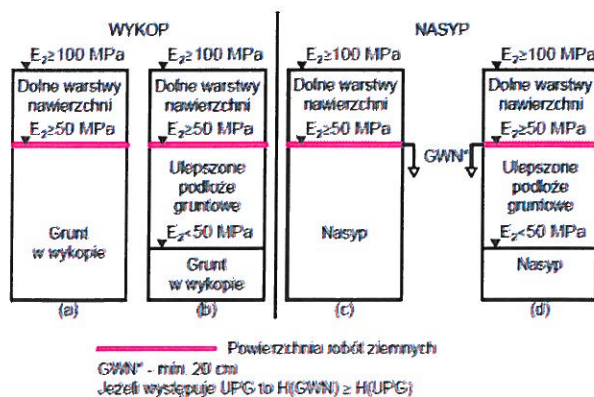 WYKOP
NASYP
E₂≥100 MPa
E₂≥100 MPa
E₂≥100 MPa
E₂≥100 MPa
Dolne warstwy
nawierzchni
Dolne warstwy
nawierzchni
Dolne warstwy
nawierzchni
Dolne warstwy
nawierzchni
E₂≥50 MPa
E₂≥50 MPa
E₂≥50 MPa
E₂≥50 MPa
GWN*
Grunt
w wykopie
Ulepszone
podłoże
gruntowe
Nasyp
Ulepszone
podłoże
gruntowe
E₂<50 MPa
E₂<50 MPa
Grunt
w wykopie
Nasyp
(a)
(b)
(c)
(d)
Powierzchnia robót ziemnych
GWN* - min. 20 cm
Jeżeli występuje UPG to H(GWN) ≥ H(UPG)